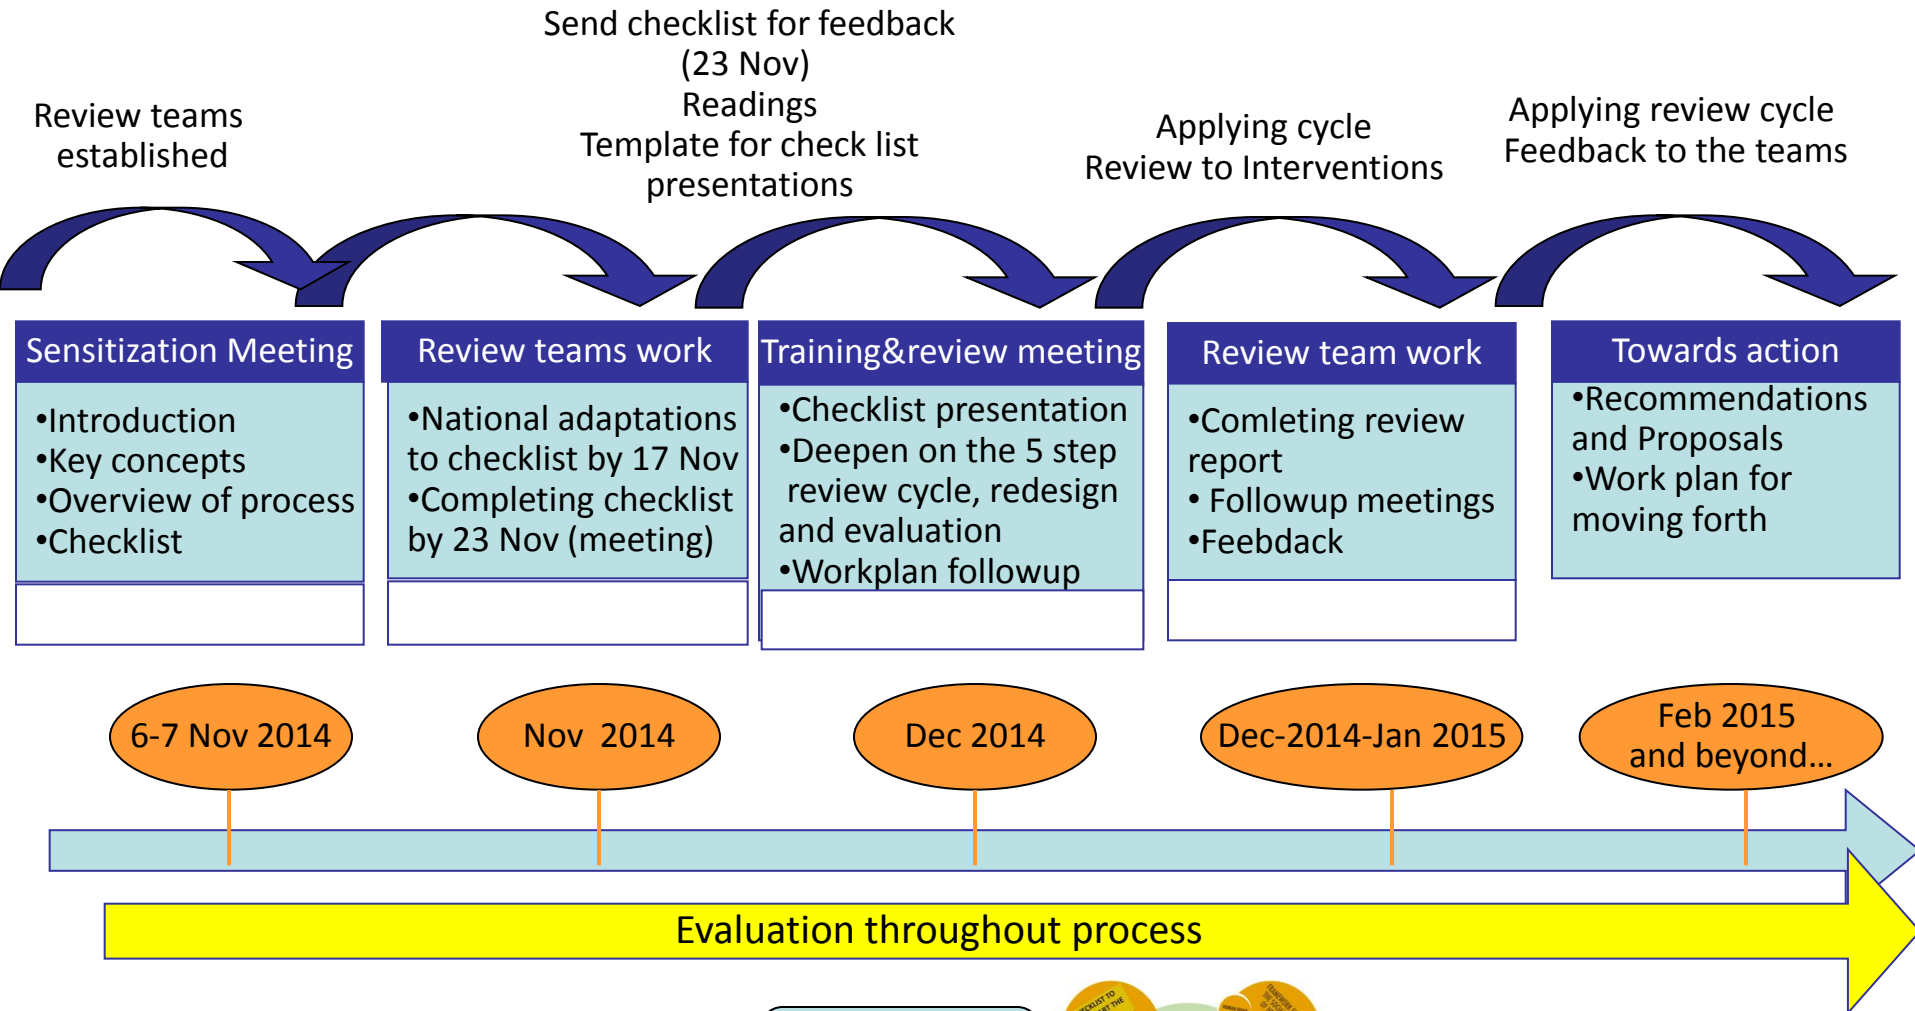 Review teams
established
Send checklist for feedback
(23 Nov)
Readings
Template for check list
presentations
Applying cycle
Review to Interventions
Applying review cycle
Feedback to the teams
Sensitization Meeting
•Introduction
•Key concepts
•Overview of process
•Checklist
Review teams work
•National adaptations
to checklist by 17 Nov
•Completing checklist
by 23 Nov (meeting)
Training&review meeting
•Checklist presentation
•Deepen on the 5 step
review cycle, redesign
and evaluation
•Workplan followup
Review team work
•Comleting review
report
• Followup meetings
•Feebdack
Towards action
•Recommendations
and Proposals
•Work plan for
moving forth
6-7 Nov 2014
Nov 2014
Dec 2014
Dec-2014-Jan 2015
Feb 2015
and beyond...
Evaluation throughout process